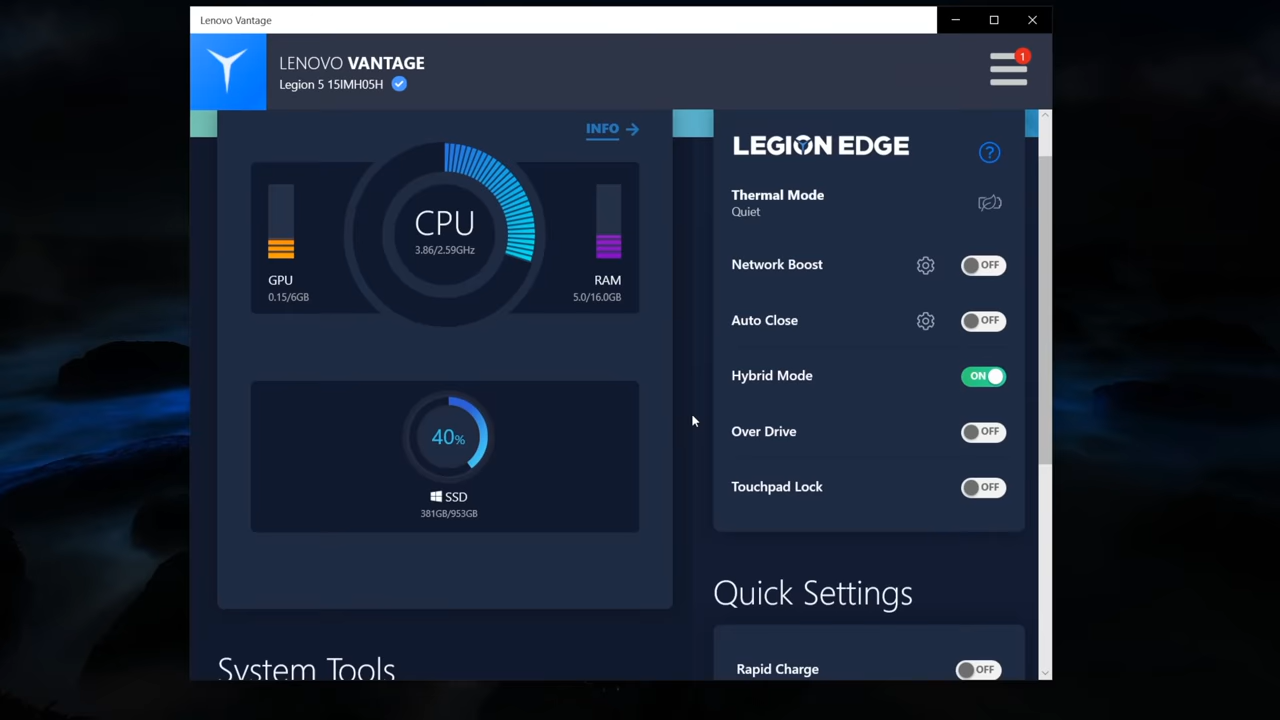 Lenovo Vantage
LENOVO VANTAGE
Legion 5 15IMH05H
1
INFO
CPU
3.86/2.59GHz
GPU
0.15/6GB
RAM
5.0/16.0GB
40%
SSD
381GB/953GB
System Tools
LEGION EDGE
?
Thermal Mode
Quiet
Network Boost
OFF
Auto Close
OFF
Hybrid Mode
ON
Over Drive
OFF
Touchpad Lock
OFF
Quick Settings
Rapid Charge
OFF